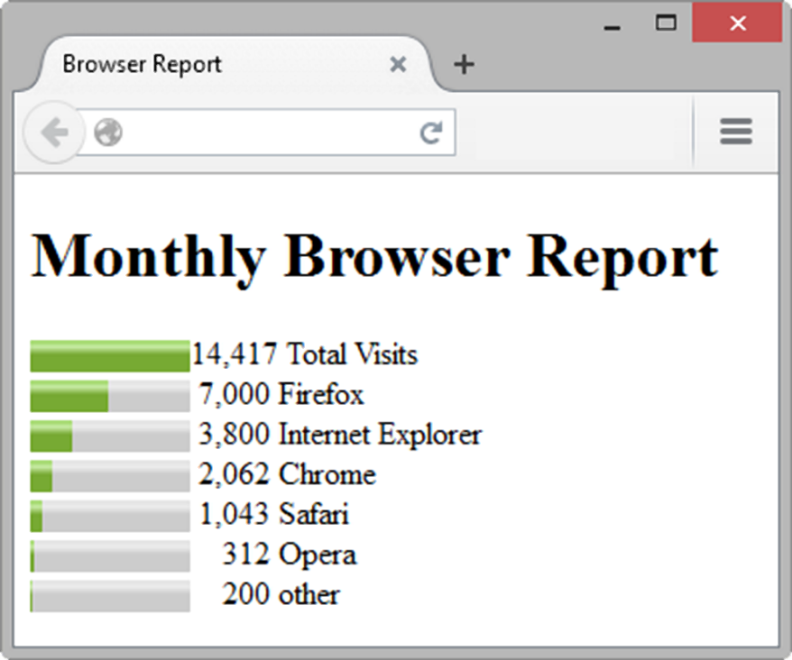 Browser Report
Monthly Browser Report
14,417 Total Visits
7,000 Firefox
3,800 Internet Explorer
2,062 Chrome
1,043 Safari
312 Opera
200 other